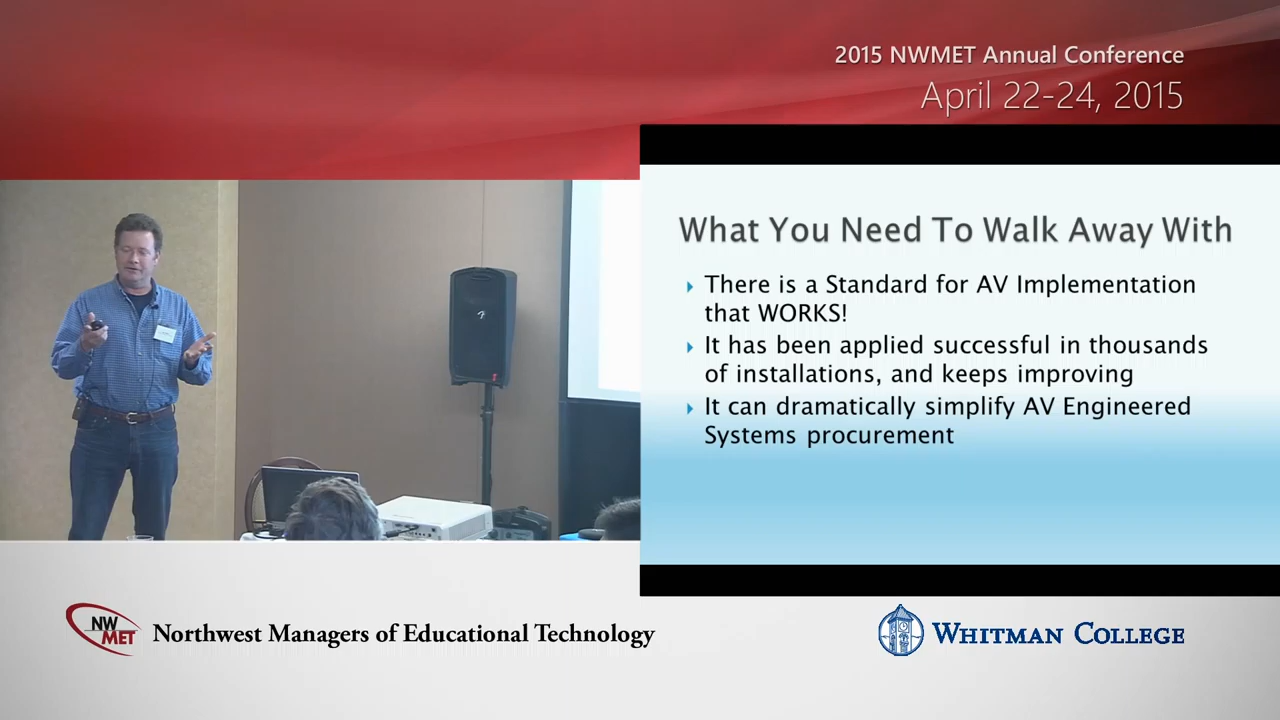 2015 NWMET Annual Conference
April 22-24, 2015
What You Need To Walk Away With
There is a Standard for AV Implementation
that WORKS!
It has been applied successful in thousands
of installations, and keeps improving
It can dramatically simplify AV Engineered
Systems procurement
NW
MET
Northwest Managers of Educational Technology
WHITMAN COLLEGE